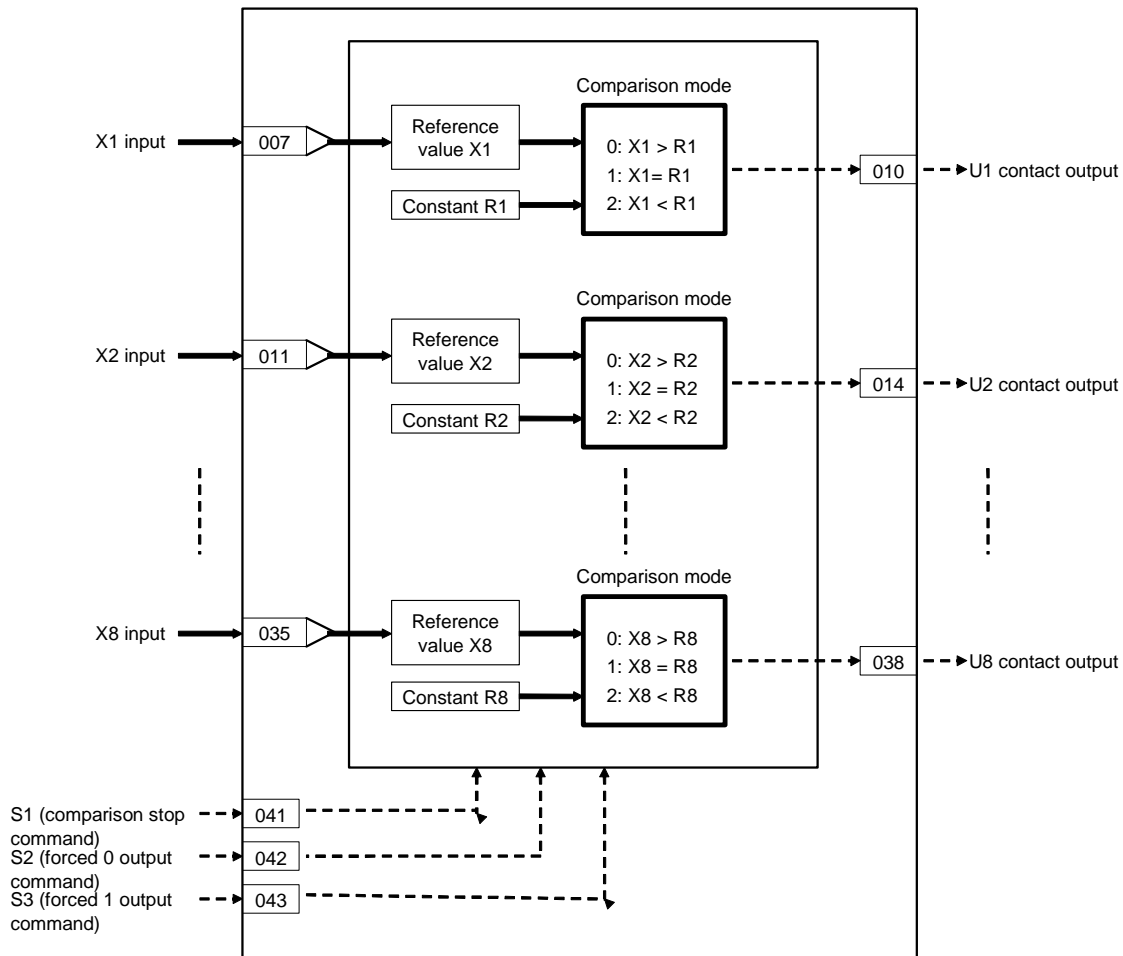 Comparison mode
X1 input
007
Reference
value X1
Constant R1
0: X1 > R1
1: X1= R1
2: X1 < R1
010
U1 contact output
Comparison mode
X2 input
011
Reference
value X2
Constant R2
0: X2 > R2
1: X2 = R2
2: X2 < R2
014
U2 contact output
Comparison mode
X8 input
035
Reference
value X8
Constant R8
0: X8 > R8
1: X8 = R8
2: X8 < R8
038
U8 contact output
S1 (comparison stop
command)
041
S2 (forced 0 output
command)
042
S3 (forced 1 output
command)
043